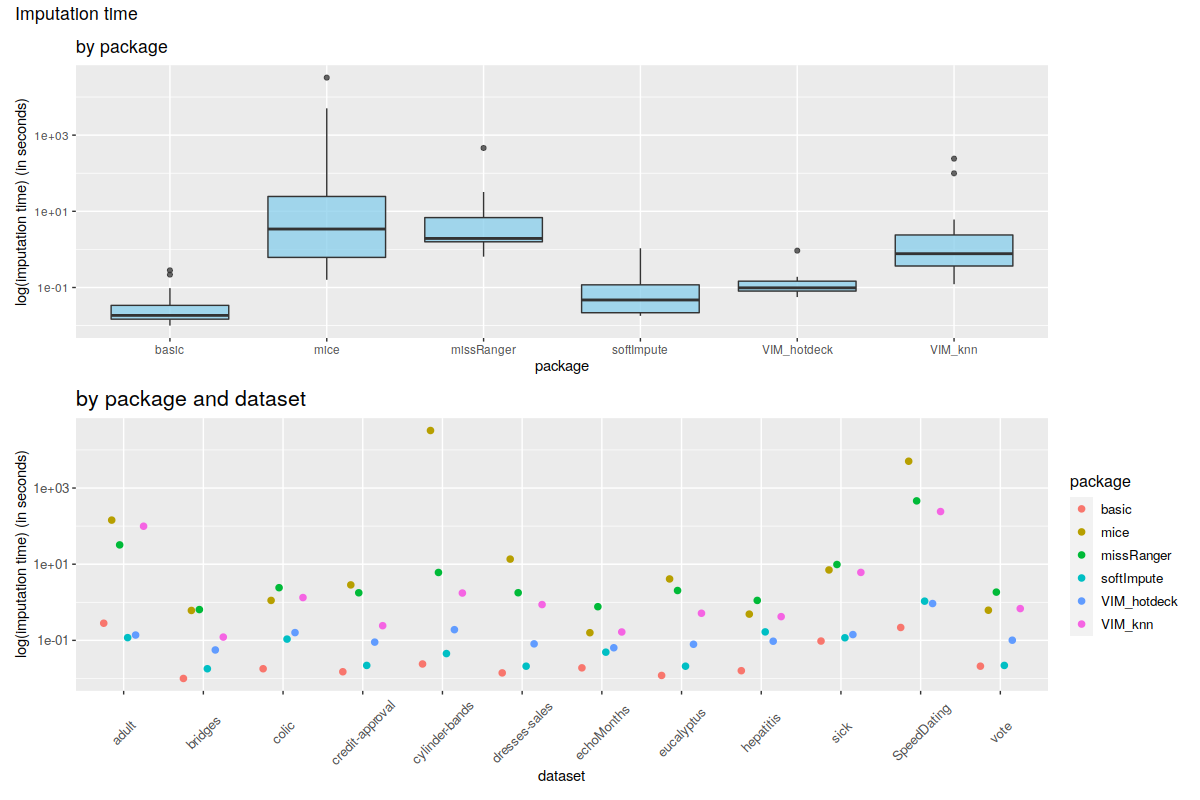 Imputation time
by package
log(Imputation time) (in seconds)
1e+03
1e+01
1e-01
basic
mice
missRanger
softImpute
VIM_hotdeck
VIM_knn
package
by package and dataset
log(Imputation time) (in seconds)
1e+03
1e+01
1e-01
adult
bridges
colic
credit-approval
cylinder-bands
dresses-sales
echoMonths
eucalyptus
hepatitis
sick
SpeedDating
vote
dataset
package
basic
mice
missRanger
softImpute
VIM_hotdeck
VIM_knn